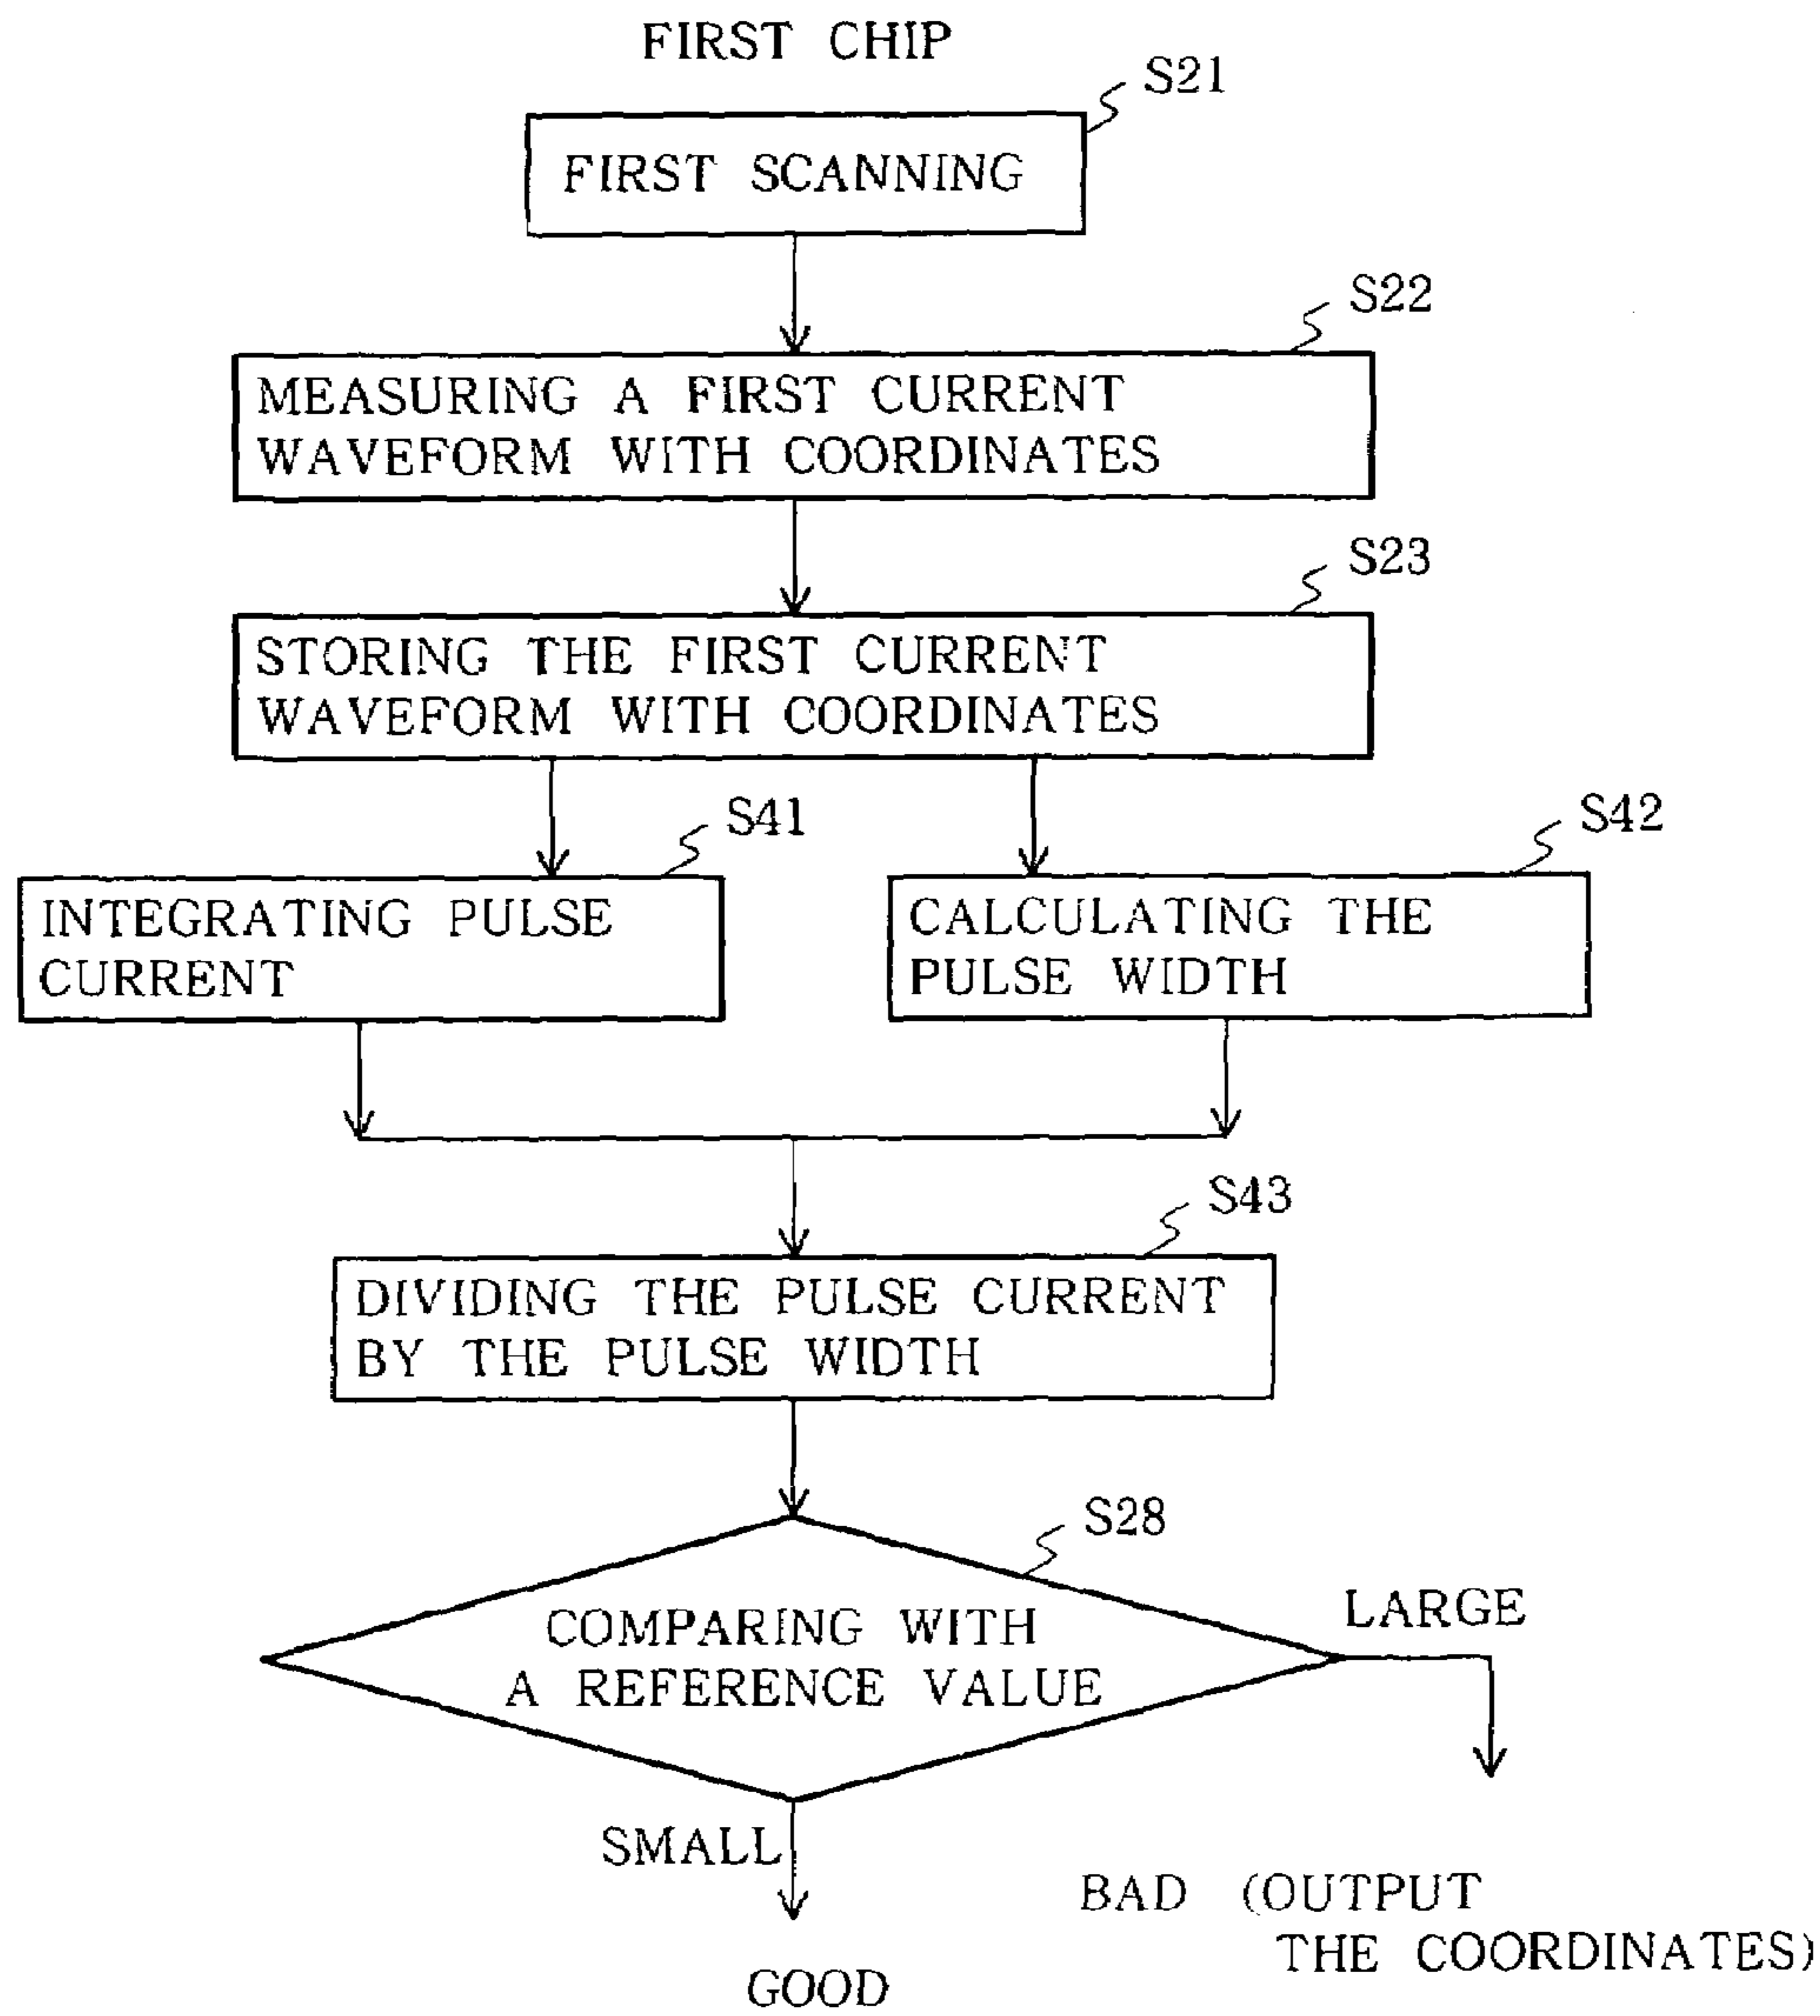 FIRST CHIP
S21
FIRST SCANNING
S22
MEASURING A FIRST CURRENT
WAVEFORM WITH COORDINATES
S23
STORING THE FIRST CURRENT
WAVEFORM WITH COORDINATES
S41
INTEGRATING PULSE
CURRENT
S42
CALCULATING THE
PULSE WIDTH
S43
DIVIDING THE PULSE CURRENT
BY THE PULSE WIDTH
S28
COMPARING WITH
A REFERENCE VALUE
LARGE
SMALL
BAD (OUTPUT
THE COORDINATES)
GOOD